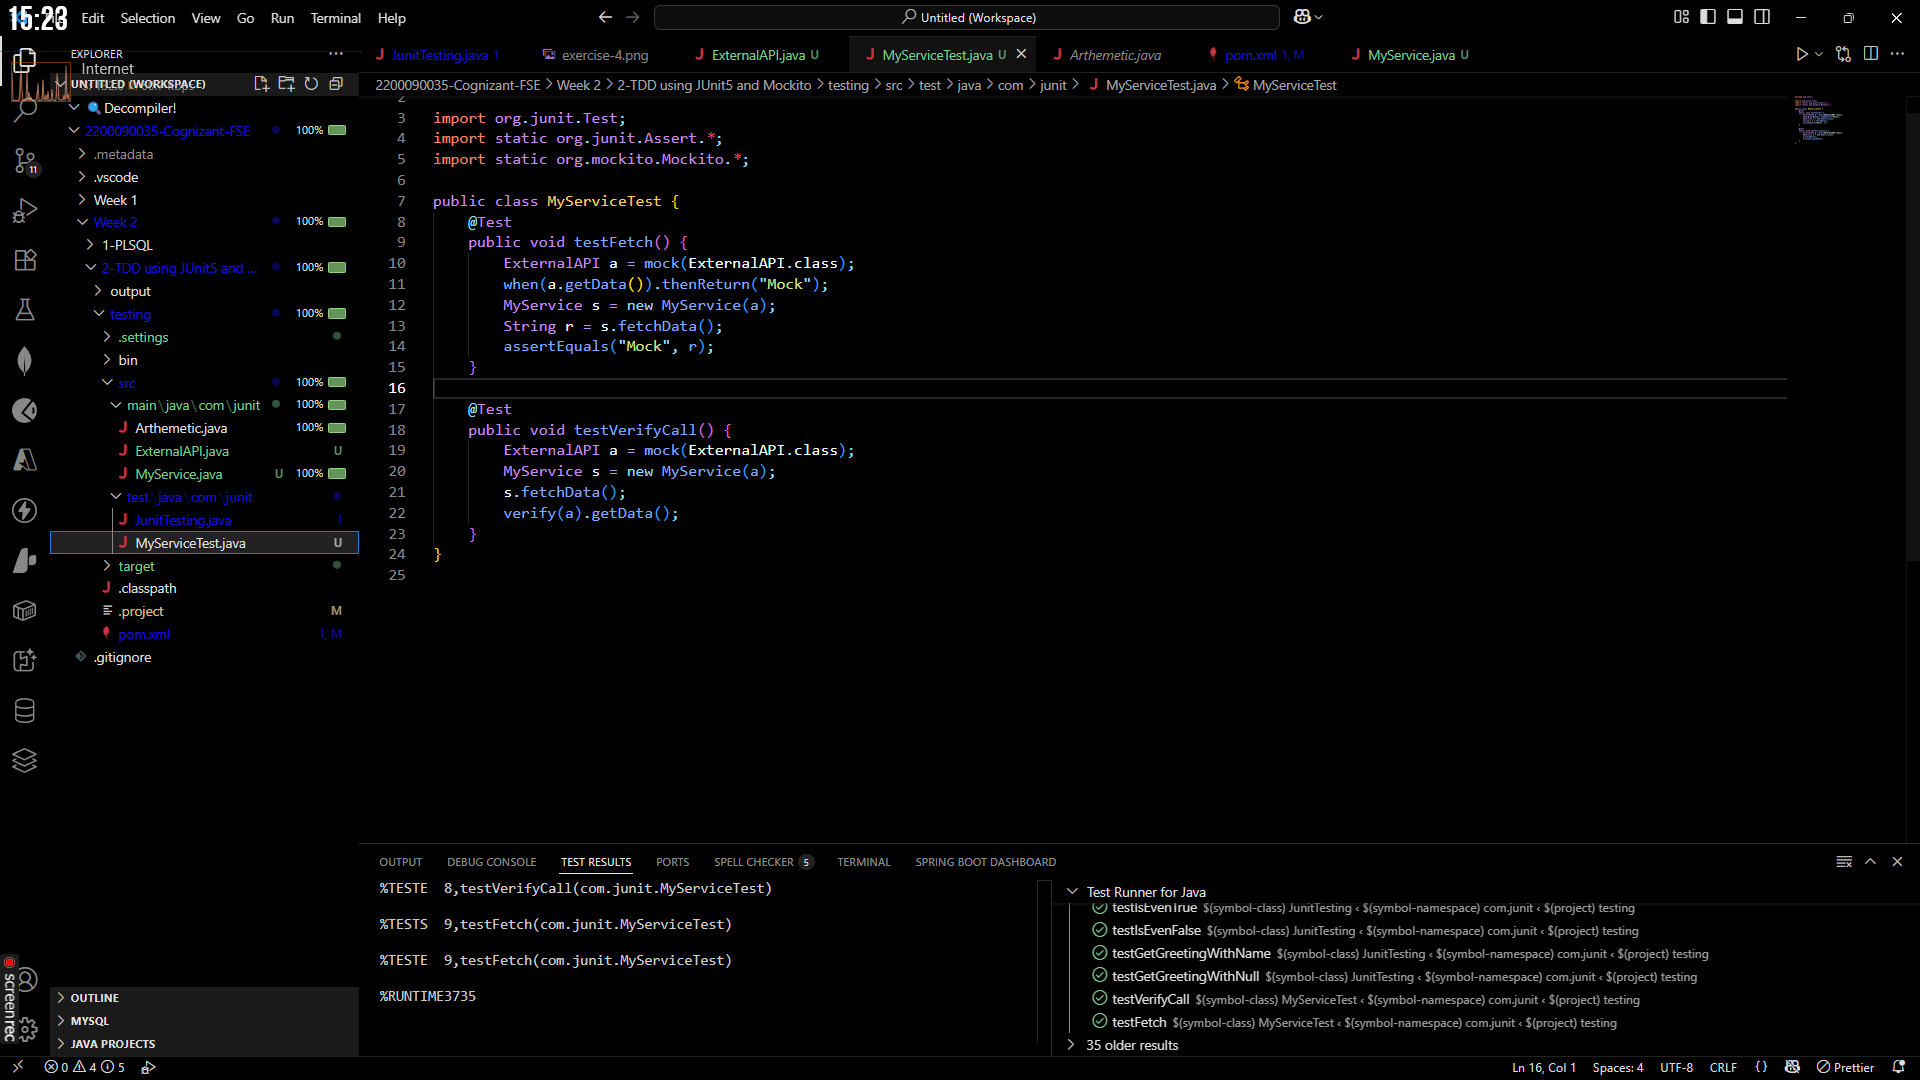 15:23
Edit Selection View Go Run Terminal Help
Untitled (Workspace)
EXPLORER
Internet
UNTITLED (WORKSPACE)
Decompiler!
2200090035-Cognizant-FSE 100%
.metadata
.vscode
Week 1
Week 2 100%
1-PLSQL
2-TDD using JUnit5 and ... 100%
output
testing 100%
.settings
bin
src 100%
main\java\com\junit 100%
Arthemetic.java 100%
ExternalAPI.java U
MyService.java U 100%
test\java\com\junit
JunitTesting.java 1
MyServiceTest.java U
target
.classpath
.project M
pom.xml 1, M
.gitignore
OUTLINE
MYSQL
JAVA PROJECTS
11
screen rec
JunitTesting.java 1 exercise-4.png ExternalAPI.java U MyServiceTest.java U Arthemetic.java pom.xml 1, M MyService.java U
2200090035-Cognizant-FSE > Week 2 > 2-TDD using JUnit5 and Mockito > testing > src > test > java > com > junit > MyServiceTest.java > MyServiceTest
2
3 import org.junit.Test;
4 import static org.junit.Assert.*;
5 import static org.mockito.Mockito.*;
6
7 public class MyServiceTest {
8 @Test
9 public void testFetch() {
10 ExternalAPI a = mock(ExternalAPI.class);
11 when(a.getData()).thenReturn("Mock");
12 MyService s = new MyService(a);
13 String r = s.fetchData();
14 assertEquals("Mock", r);
15 }
16
17 @Test
18 public void testVerifyCall() {
19 ExternalAPI a = mock(ExternalAPI.class);
20 MyService s = new MyService(a);
21 s.fetchData();
22 verify(a).getData();
23 }
24 }
25
OUTPUT DEBUG CONSOLE TEST RESULTS PORTS SPELL CHECKER 5 TERMINAL SPRING BOOT DASHBOARD
%TESTE 8,testVerifyCall(com.junit.MyServiceTest)
%TESTS 9,testFetch(com.junit.MyServiceTest)
%TESTE 9,testFetch(com.junit.MyServiceTest)
%RUNTIME3735
Test Runner for Java
testIsEvenTrue $(symbol-class) JunitTesting < $(symbol-namespace) com.junit < $(project) testing
testIsEvenFalse $(symbol-class) JunitTesting < $(symbol-namespace) com.junit < $(project) testing
testGetGreetingWithName $(symbol-class) JunitTesting < $(symbol-namespace) com.junit < $(project) testing
testGetGreetingWithNull $(symbol-class) JunitTesting < $(symbol-namespace) com.junit < $(project) testing
testVerifyCall $(symbol-class) MyServiceTest < $(symbol-namespace) com.junit < $(project) testing
testFetch $(symbol-class) MyServiceTest < $(symbol-namespace) com.junit < $(project) testing
35 older results
0 4 5
Ln 16, Col 1 Spaces: 4 UTF-8 CRLF {} Prettier